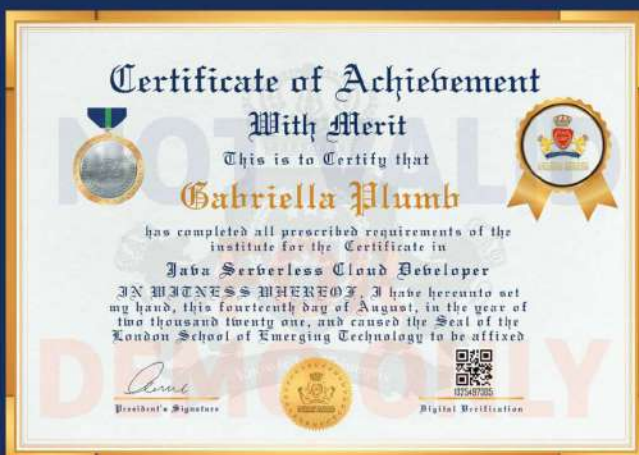 Certificate of Achievement
With Merit
This is to Certify that
Gabriella Plumb
has completed all prescribed requirements of the
institute for the Certificate in
Java Serverless Cloud Developer
IN WITNESS WHEREOF, I have hereunto set
my hand, this fourteenth day of August, in the year of
two thousand twenty one, and caused the Seal of the
London School of Emerging Technology to be affixed
President's Signature
1325487385
Digital Verification
NOT VALID
DEMO ONLY